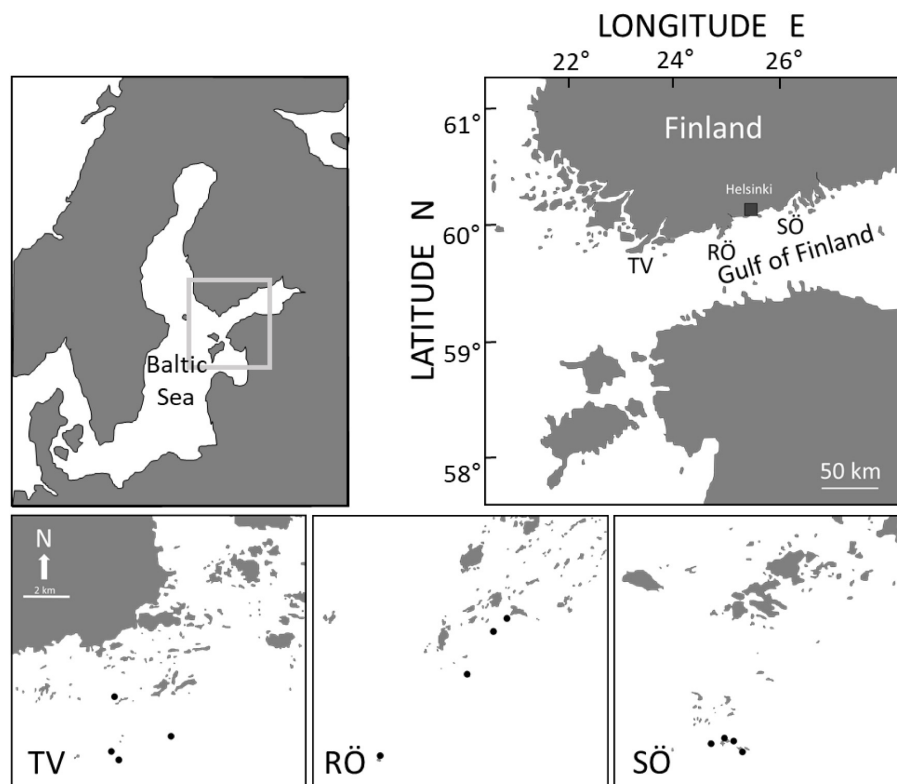 LONGITUDE E
22° 24° 26°
61°
Finland
Helsinki
60°
SÖ
RÖ
TV
Gulf of Finland
LATITUDE N
59°
58°
50 km
Baltic
Sea
N
2 km
TV
RÖ
SÖ